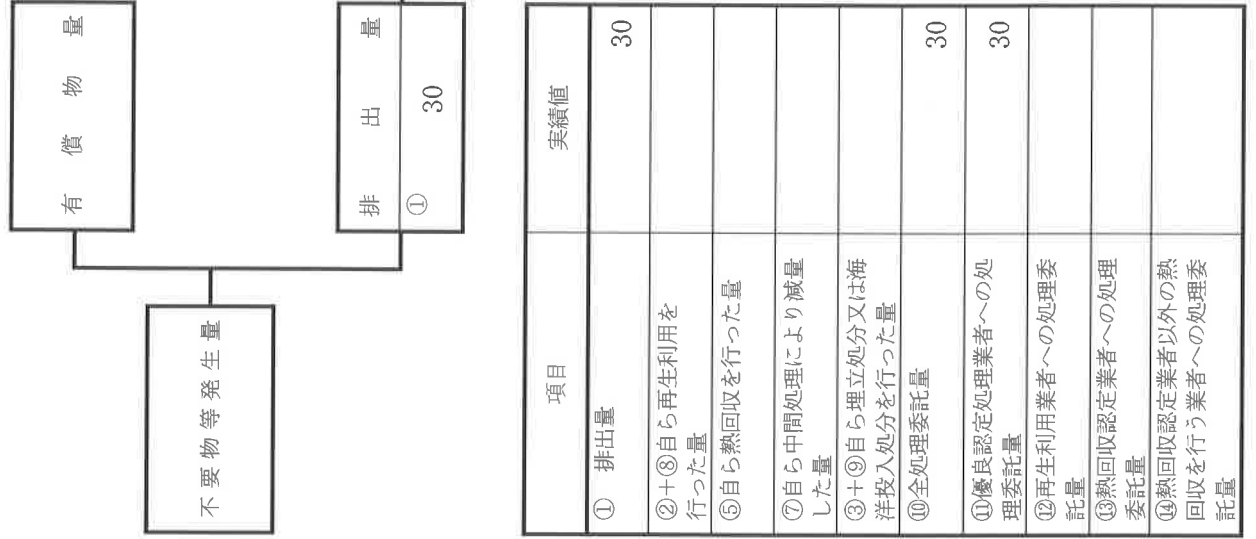 有償物量
不要物等発生量
排出量
①
30
項目
実績値
① 排出量
30
②+⑧自ら再生利用を
行った量
⑤自ら熱回収を行った量
⑦自ら中間処理により減量
した量
③+⑨自ら埋立処分又は海
洋投入処分を行った量
⑩全処理委託量
30
⑪優良認定処理業者への処
理委託量
30
⑫再生利用業者への処理委
託量
⑬熱回収認定業者への処理
委託量
⑭熱回収認定業者以外の熱
回収を行う業者への処理委
託量